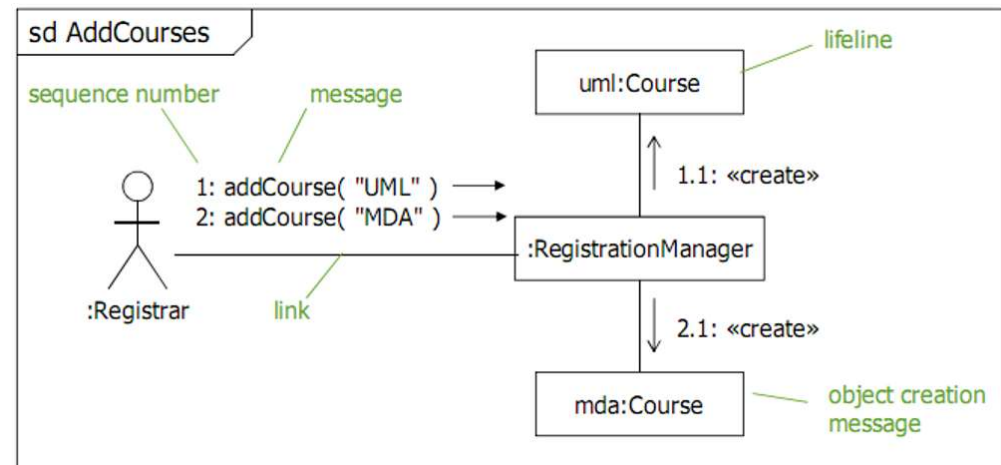 sd AddCourses
lifeline
sequence number
message
uml:Course
1: addCourse( "UML" )
1.1: «create»
2: addCourse( "MDA" )
:RegistrationManager
:Registrar
link
2.1: «create»
mda:Course
object creation
message